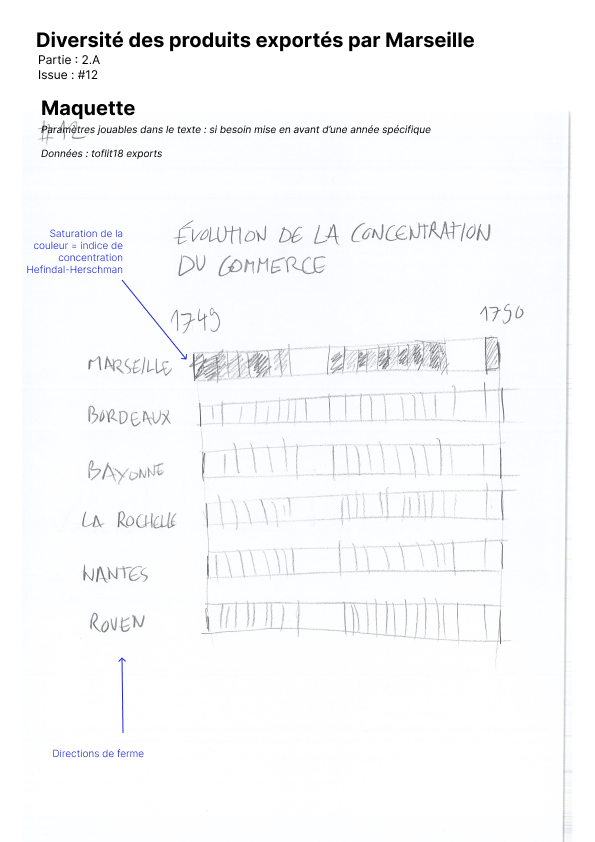 Diversité des produits exportés par Marseille
Partie : 2.A
Issue : #12
Maquette
#12
Paramètres jouables dans le texte : si besoin mise en avant d'une année spécifique
Données : toflit18 exports
Saturation de la
couleur = indice de
concentration
Hefindal-Herschman
ÉVOLUTION DE LA CONCENTRATION
DU COMMERCE
1749
1790
MARSEILLE
BORDEAUX
BAYONNE
LA ROCHELLE
NANTES
ROUEN
Directions de ferme